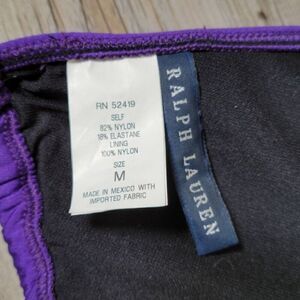 RN 52419
SELF
82% NYLON
18% ELASTANE
LINING
100% NYLON
SIZE
M
MADE IN MEXICO WITH
IMPORTED FABRIC
RALPH LAUREN